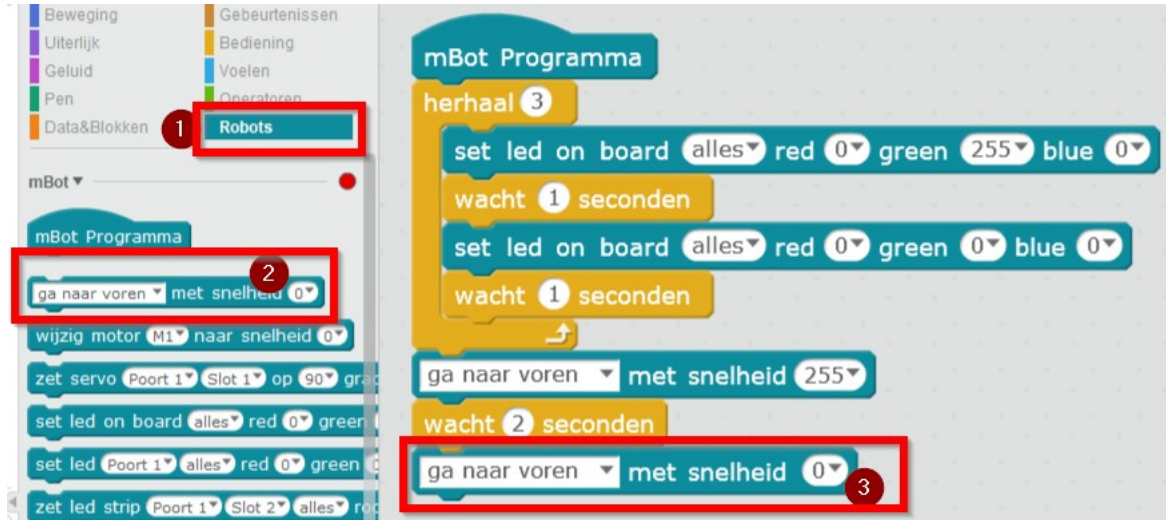 Beweging Gebeurtenissen
Uiterlijk Bediening
Geluid Voelen
Pen Operatoren
Data&Blokken 1 Robots
mBot
mBot Programma
2
ga naar voren met snelheid 0
wijzig motor M1 naar snelheid 0
zet servo Poort 1 Slot 1 op 90 grad
set led on board alles red 0 green
set led Poort 1 alles red 0 green 0
zet led strip Poort 1 Slot 2 alles roo
mBot Programma
herhaal 3
set led on board alles red 0 green 255 blue 0
wacht 1 seconden
set led on board alles red 0 green 0 blue 0
wacht 1 seconden
ga naar voren met snelheid 255
wacht 2 seconden
ga naar voren met snelheid 0
3